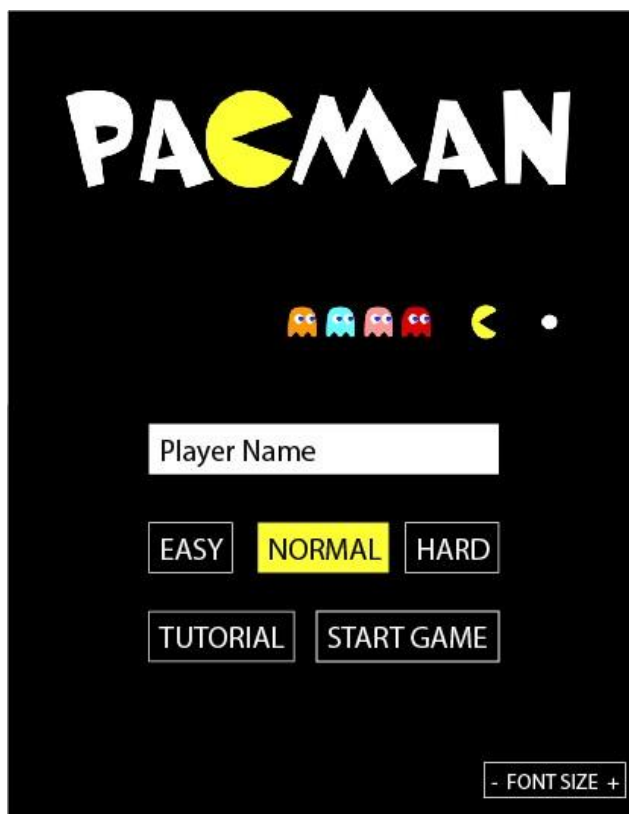 PACMAN
Player Name
EASY NORMAL HARD
TUTORIAL START GAME
- FONT SIZE +